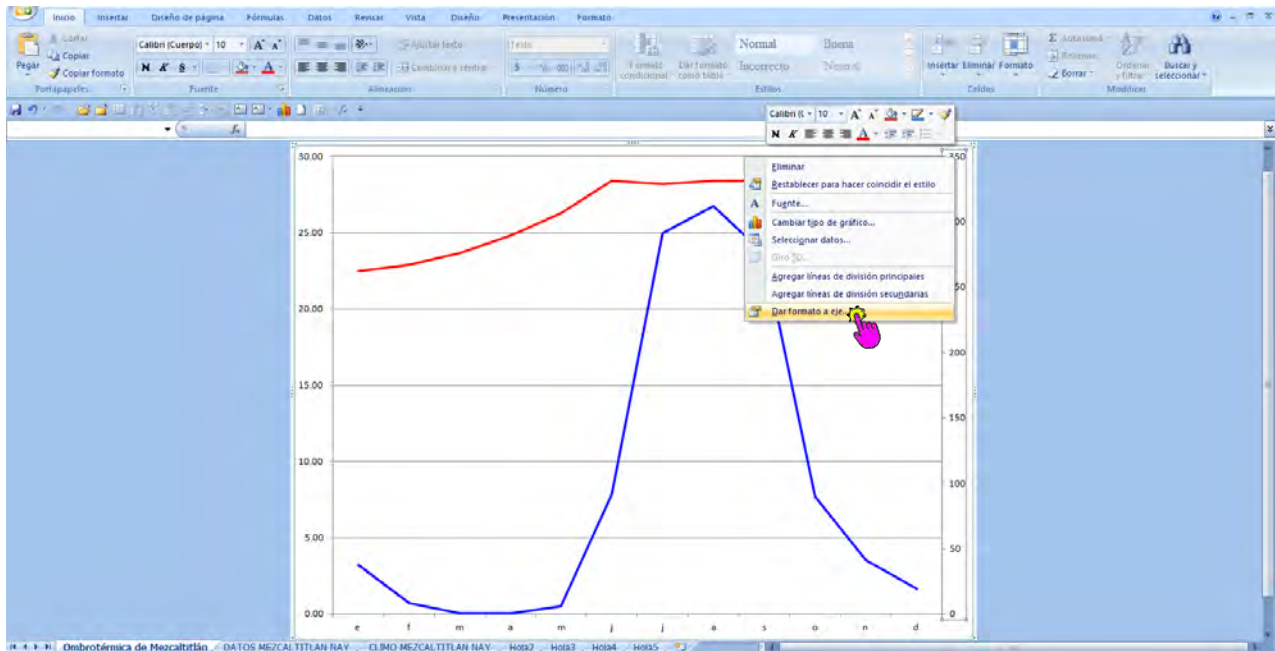 Inicio Insertar Diseño de página Fórmulas Datos Revisar Vista Diseño Presentación Formato
Pegar
Cortar
Copiar
Copiar formato
Portapapeles
Calibri (Cuerpo) 10 A A
N K S A
Fuente
Ajustar texto
Combinar y centrar
Alineación
Texto
$ % 000
Número
Formato condicional
Dar formato como tabla
Normal Buena
Incorrecto Neutral
Estilos
Insertar Eliminar Formato
Celdas
Σ Autosuma
Rellenar
Borrar
Ordenar y filtrar
Buscar y seleccionar
Modificar
fx
Calibri (C 10 A A
N K A
30.00
25.00
20.00
15.00
10.00
5.00
0.00
350
00
50
200
150
100
50
0
Eliminar
Restablecer para hacer coincidir el estilo
A Fuente...
Cambiar tipo de gráfico...
Seleccionar datos...
Giro 3D...
Agregar líneas de división principales
Agregar líneas de división secundarias
Dar formato a eje...
e f m a m j j a s o n d
Ombrotérmica de Mezcaltitlán DATOS MEZCALTITLAN NAY CLIMO MEZCALTITLAN NAY Hoja2 Hoja3 Hoja4 Hoja5